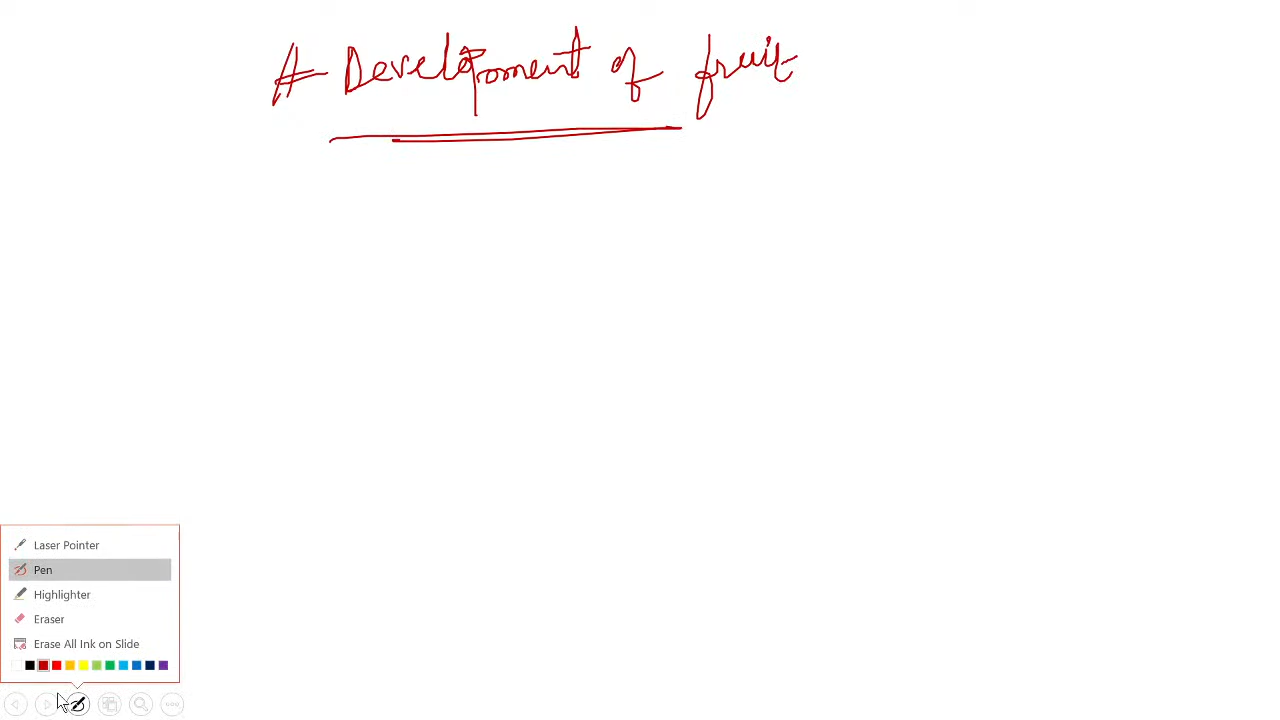 # Development of fruit
Laser Pointer
Pen
Highlighter
Eraser
Erase All Ink on Slide